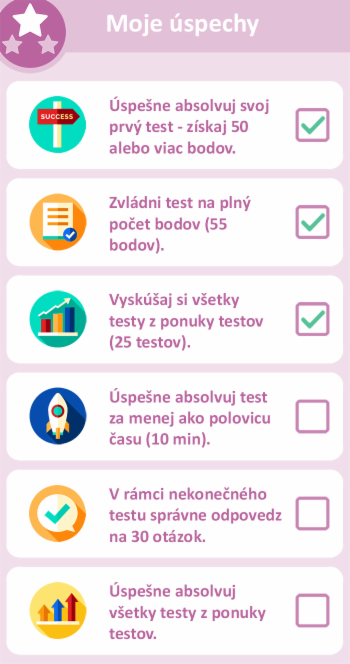 Moje úspechy
SUCCESS
Úspešne absolvuj svoj
prvý test - získaj 50
alebo viac bodov.
Zvládni test na plný
počet bodov (55
bodov).
Vyskúšaj si všetky
testy z ponuky testov
(25 testov).
Úspešne absolvuj test
za menej ako polovicu
času (10 min).
V rámci nekonečného
testu správne odpovedz
na 30 otázok.
Úspešne absolvuj
všetky testy z ponuky
testov.